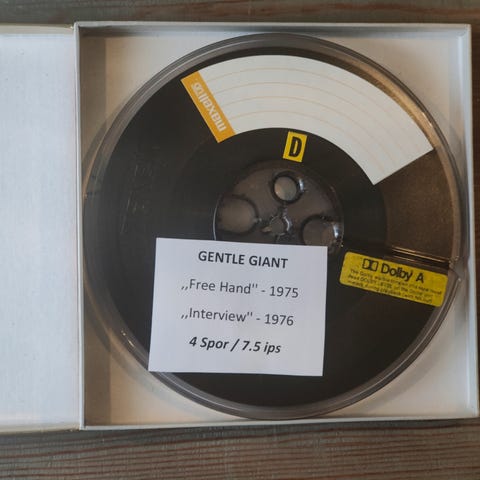 maxell
D
Dolby A
GENTLE GIANT
„Free Hand" - 1975
„Interview" - 1976
4 Spor / 7.5 ips